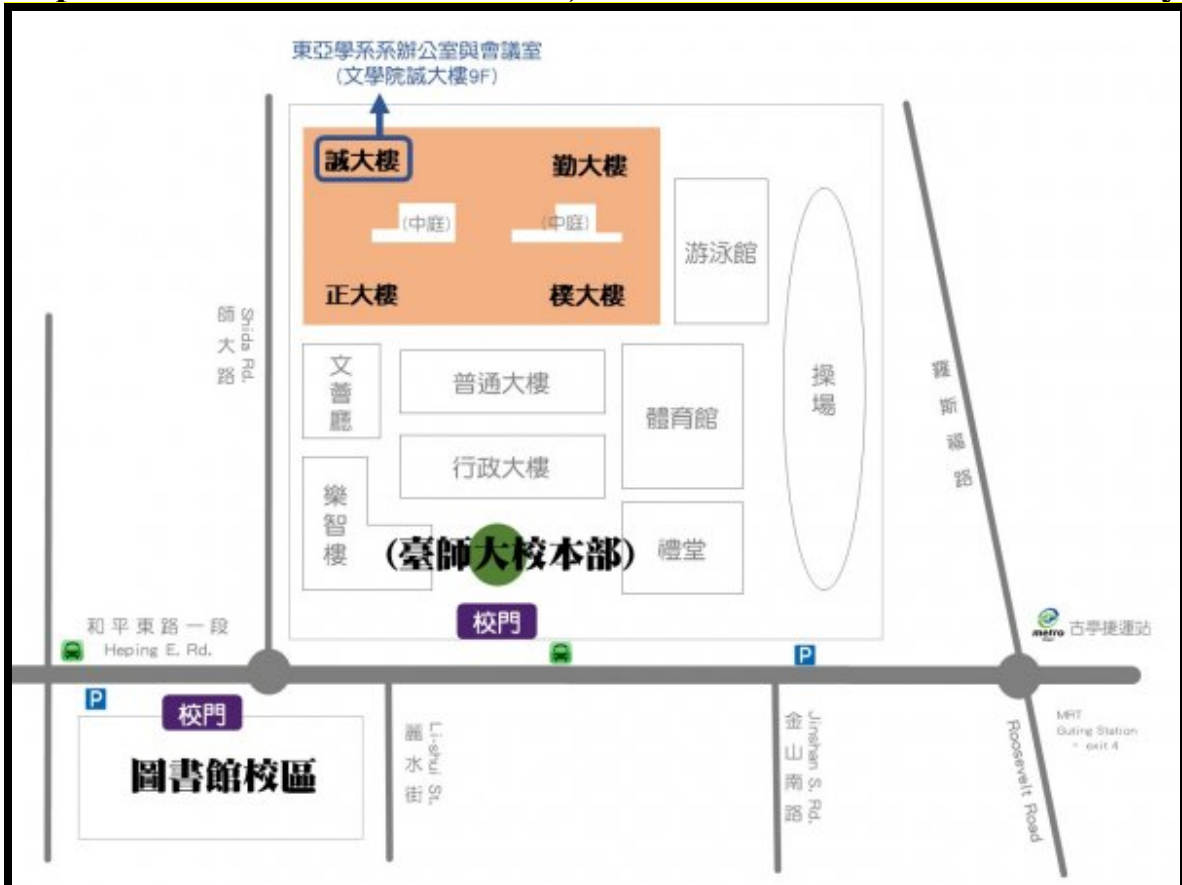 東亞學系系辦公室與會議室
(文學院誠大樓9F)
誠大樓
勤大樓
(中庭)
(中庭)
游泳館
正大樓
樸大樓
師大路
Shida Rd.
文薈廳
普通大樓
體育館
操場
羅斯福路
行政大樓
樂智樓
(臺師大校本部)
禮堂
校門
和平東路一段
Heping E. Rd.
metro
古亭捷運站
P
P
校門
圖書館校區
麗水街
Li-shui St.
金山南路
Jinshan S. Rd.
Roosevelt Road
MRT
Guting Station
- exit 4